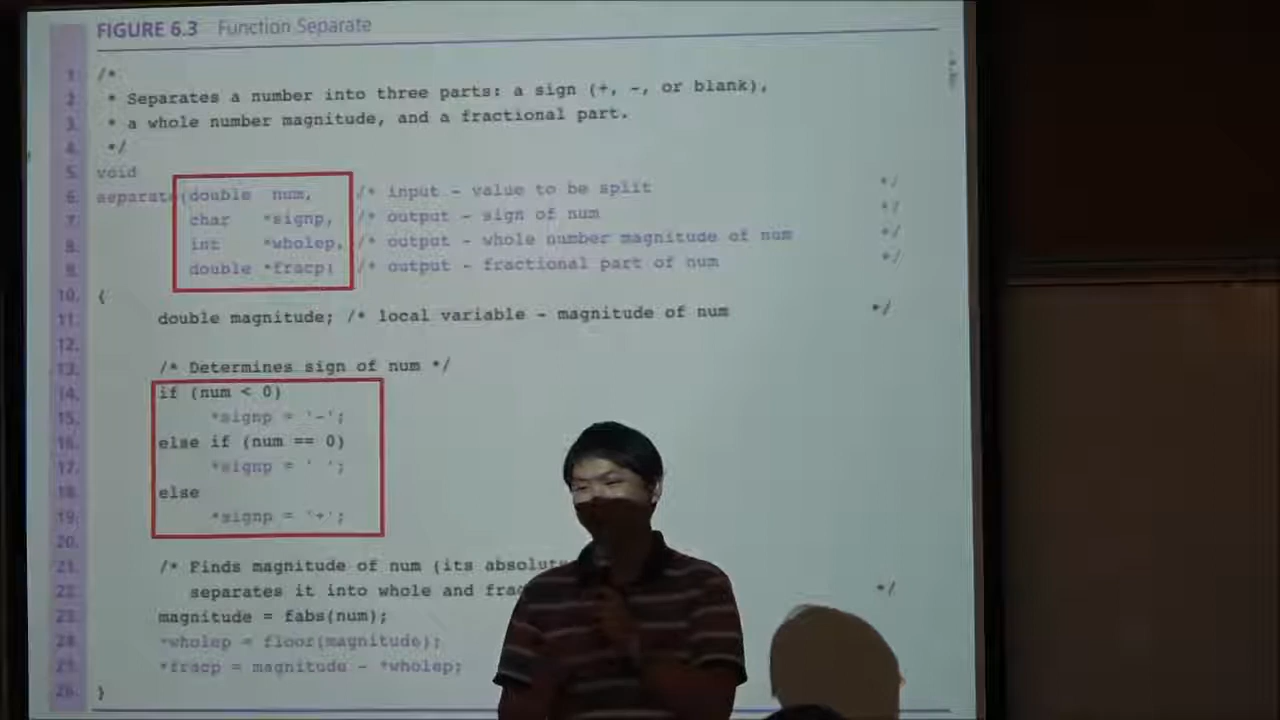 FIGURE 6.3 Function Separate
1. /*
2. * Separates a number into three parts: a sign (+, -, or blank),
3. * a whole number magnitude, and a fractional part.
4. */
5. void
6. separate(double num, /* input - value to be split */
7. char *signp, /* output - sign of num */
8. int *wholep, /* output - whole number magnitude of num */
9. double *fracp) /* output - fractional part of num */
10. {
11. double magnitude; /* local variable - magnitude of num */
12.
13. /* Determines sign of num */
14. if (num < 0)
15. *signp = '-';
16. else if (num == 0)
17. *signp = ' ';
18. else
19. *signp = '+';
20.
21. /* Finds magnitude of num (its absolute
22. separates it into whole and */
23. magnitude = fabs(num);
24. *wholep = floor(magnitude);
25. *fracp = magnitude - *wholep;
26. }